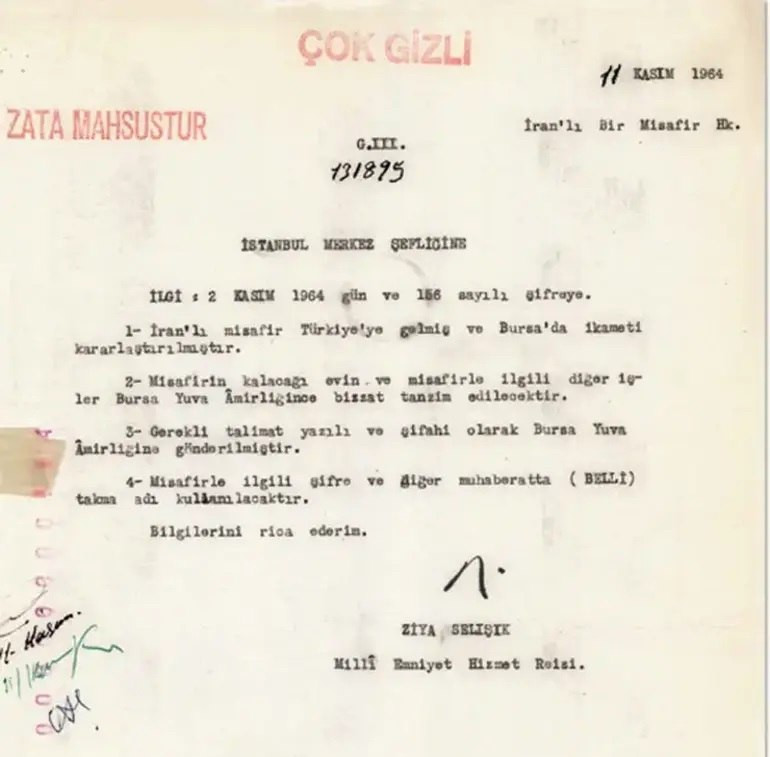 ÇOK GİZLİ
11 KASIM 1964
ZATA MAHSUSTUR
İran'lı Bir Misafir Hk.
G.III.
131895
İSTANBUL MERKEZ ŞEFLİĞİNE
İLGİ : 2 KASIM 1964 gün ve 156 sayılı şifreye.
1- İran'lı misafir Türkiye'ye gelmiş ve Bursa'da ikameti
kararlaştırılmıştır.
2- Misafirin kalacağı evin ve misafirle ilgili diğer iş-
ler Bursa Yuva Âmirliğince bizzat tanzim edilecektir.
3- Gerekli talimat yazılı ve şifahi olarak Bursa Yuva
Âmirliğine gönderilmiştir.
4- Misafirle ilgili şifre ve diğer muhaberatta ( BELLİ)
takma adı kullanılacaktır.
Bilgilerini rica ederim.
ZİYA SELIŞIK
Millî Emniyet Hizmet Reisi.